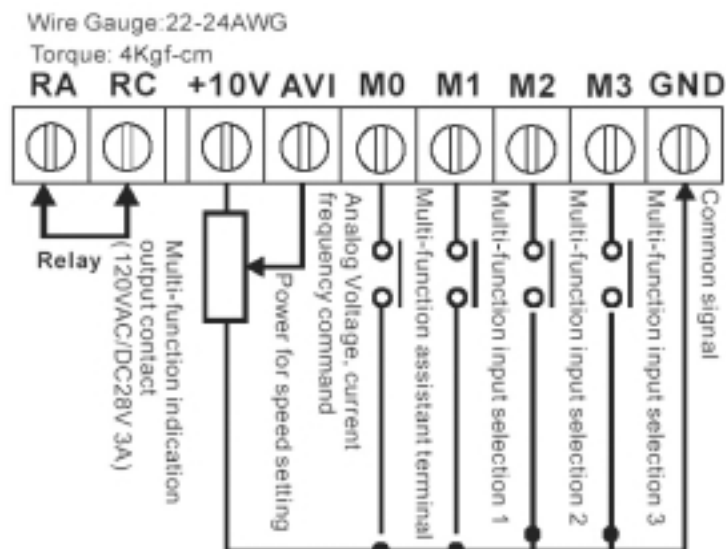 Wire Gauge:22-24AWG
Torque: 4Kgf-cm
RA RC +10V AVI M0 M1 M2 M3 GND
Relay
Multi-function indication
output contact
(120VAC/DC28V 3A)
Power for speed setting
Analog Voltage, current
frequency command
Multi-function assistant terminal
Multi-function input selection 1
Multi-function input selection 2
Multi-function input selection 3
Common signal